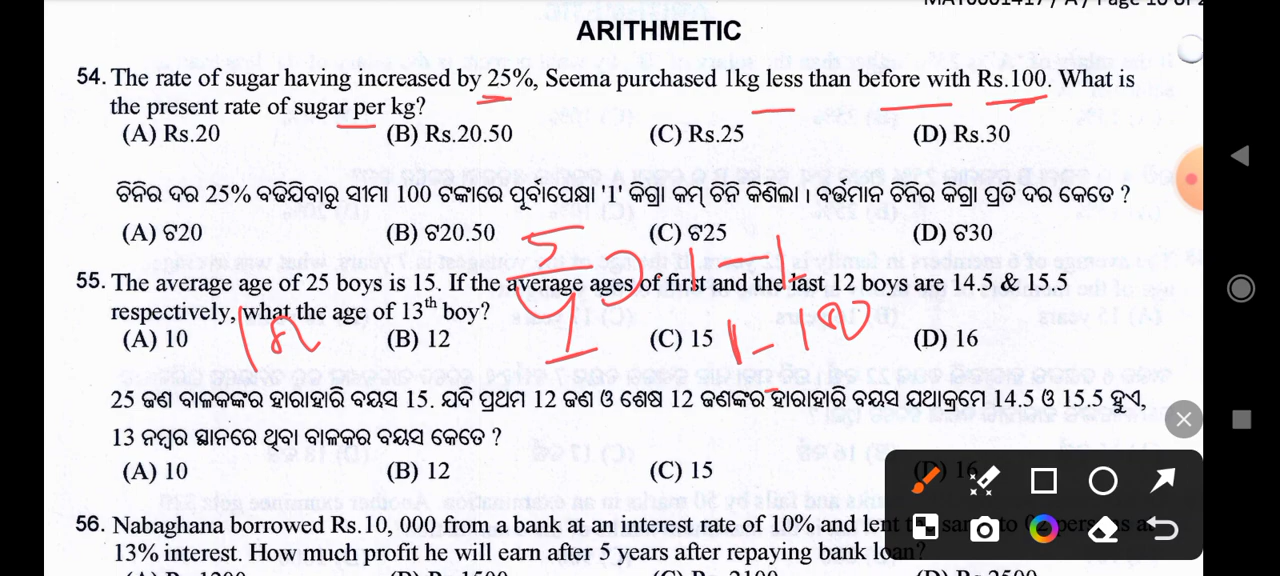 ARITHMETIC
54. The rate of sugar having increased by 25%, Seema purchased 1kg less than before with Rs.100. What is
the present rate of sugar per kg?
(A) Rs.20 (B) Rs.20.50 (C) Rs.25 (D) Rs.30
ଚିନିର ଦର 25% ବଢିଯିବାରୁ ସୀମା 100 ଟଙ୍କାରେ ପୂର୍ବାପେକ୍ଷା '1' କିଗ୍ରା କମ୍ ଚିନି କିଣିଲା । ବର୍ତ୍ତମାନ ଚିନିର କିଗ୍ରା ପ୍ରତି ଦର କେତେ ?
(A) ଟ20 (B) ଟ20.50 (C) ଟ25 (D) ଟ30
55. The average age of 25 boys is 15. If the average ages of first and the last 12 boys are 14.5 & 15.5
respectively, what the age of 13th boy?
(A) 10 (B) 12 (C) 15 (D) 16
25 ଜଣ ବାଳକଙ୍କର ହାରାହାରି ବୟସ 15. ଯଦି ପ୍ରଥମ 12 ଜଣ ଓ ଶେଷ 12 ଜଣଙ୍କର ହାରାହାରି ବୟସ ଯଥାକ୍ରମେ 14.5 ଓ 15.5 ହୁଏ,
13 ନମ୍ବର ସ୍ଥାନରେ ଥିବା ବାଳକର ବୟସ କେତେ ?
(A) 10 (B) 12 (C) 15 (D) 16
56. Nabaghana borrowed Rs.10, 000 from a bank at an interest rate of 10% and lent
13% interest. How much profit he will earn after 5 years after repaying bank loan?